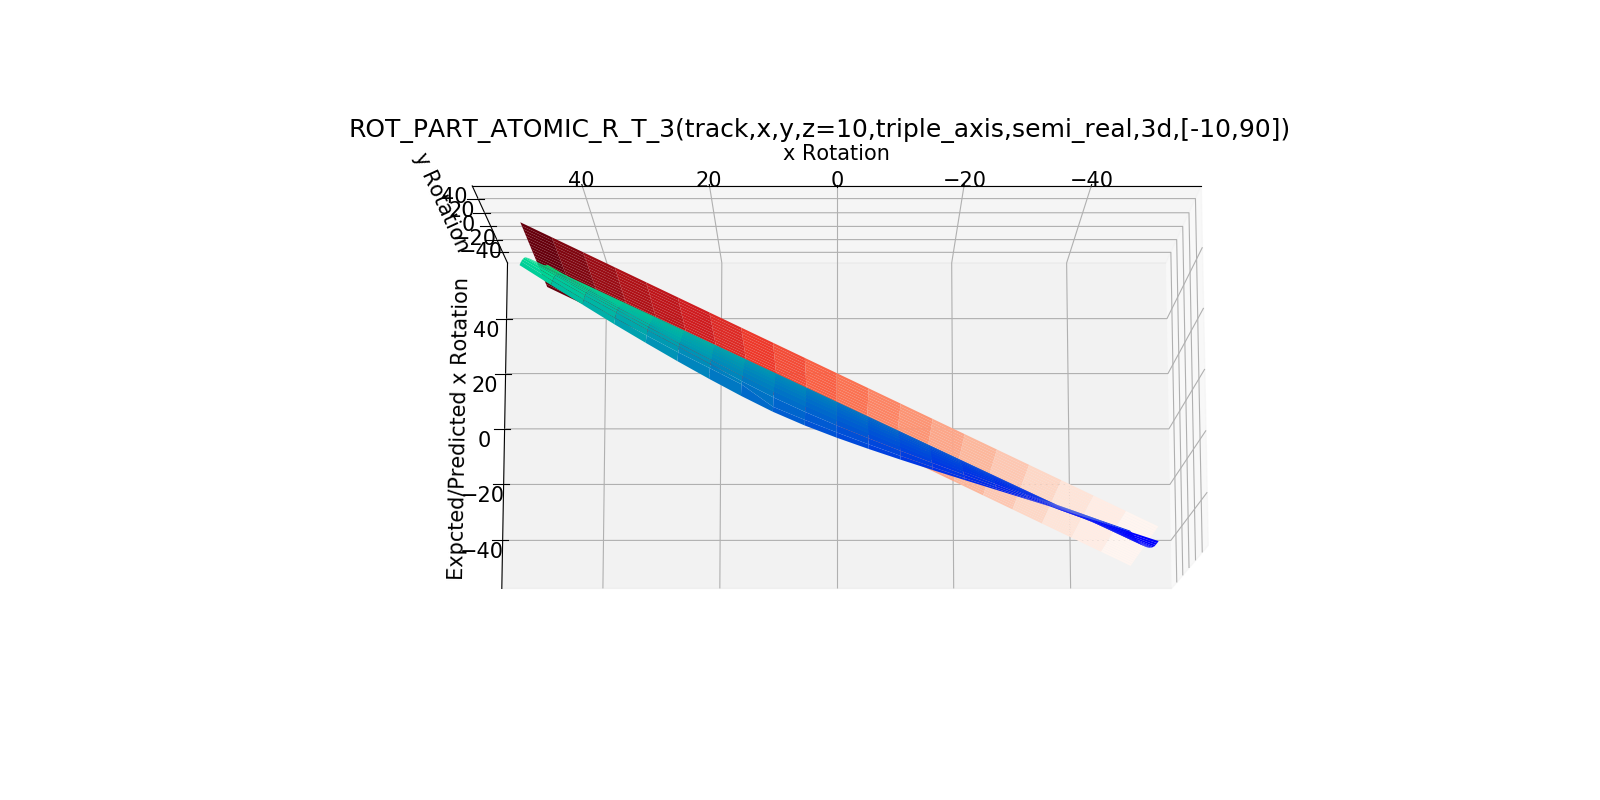 ROT_PART_ATOMIC_R_T_3(track,x,y,z=10,triple_axis,semi_real,3d,[-10,90])
x Rotation
40 20 0 −20 −40
y Rotation
40
20
0
−20
−40
Expcted/Predicted x Rotation
40
20
0
−20
−40